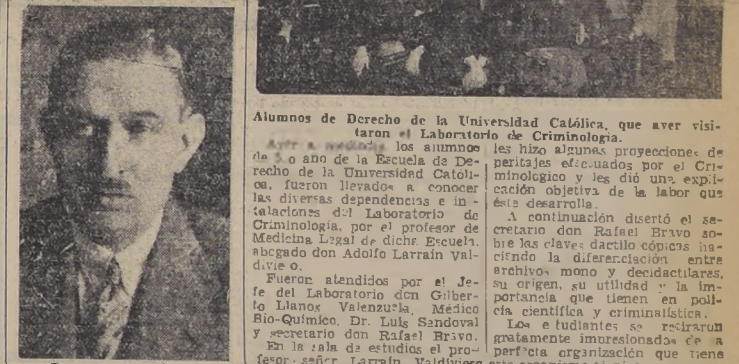 Alumnos de Derecho de la Universidad Católica, que ayer visi-
taron el Laboratorio de Criminología.
los alumnos
de 5.o año de la Escuela de De-
recho de la Universidad Católi-
ca, fueron llevados a conocer
las diversas dependencias e in-
talaciones del Laboratorio de
Criminología, por el profesor de
Medicina Legal de dicha Escuela,
abogado don Adolfo Larraín Val-
divieso.
Fueron atendidos por el Je-
fe del Laboratorio don Gilber-
to Llanos Valenzuela, Médico
Bio-Químico, Dr. Luis Sandoval
y secretario don Rafael Bravo.
En la sala de estudios el pro-
fesor señor Larraín Valdivieso
les hizo algunas proyecciones de
peritajes efectuados por el Cri-
minológico y les dió una expli-
cación objetiva de la labor que
éste desarrolla.
A continuación disertó el se-
cretario don Rafael Bravo so-
bre las claves dactilo cópicas ha-
ciendo la diferenciación entre
archivos mono y decidactilares,
su origen, su utilidad y la im-
portancia que tienen en poli-
cía científica y criminalística.
Los e tudiantes se retiraron
gratamente impresionados de a
perfecta organización que tiene